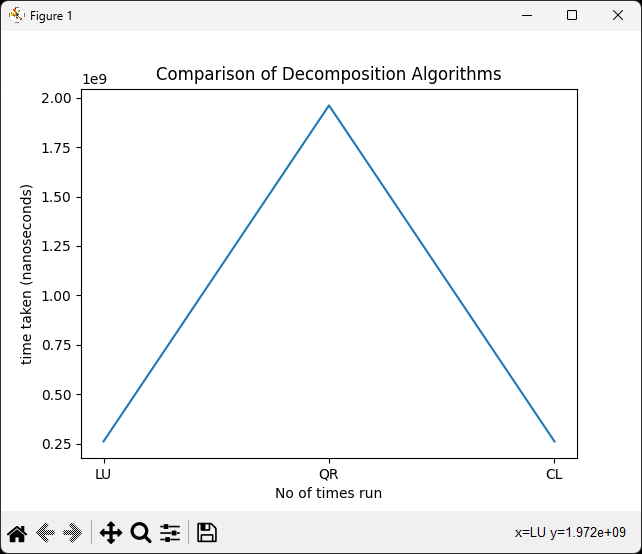 Figure 1
Comparison of Decomposition Algorithms
1e9
2.00
1.75
1.50
1.25
1.00
0.75
0.50
0.25
time taken (nanoseconds)
LU QR CL
No of times run
x=LU y=1.972e+09